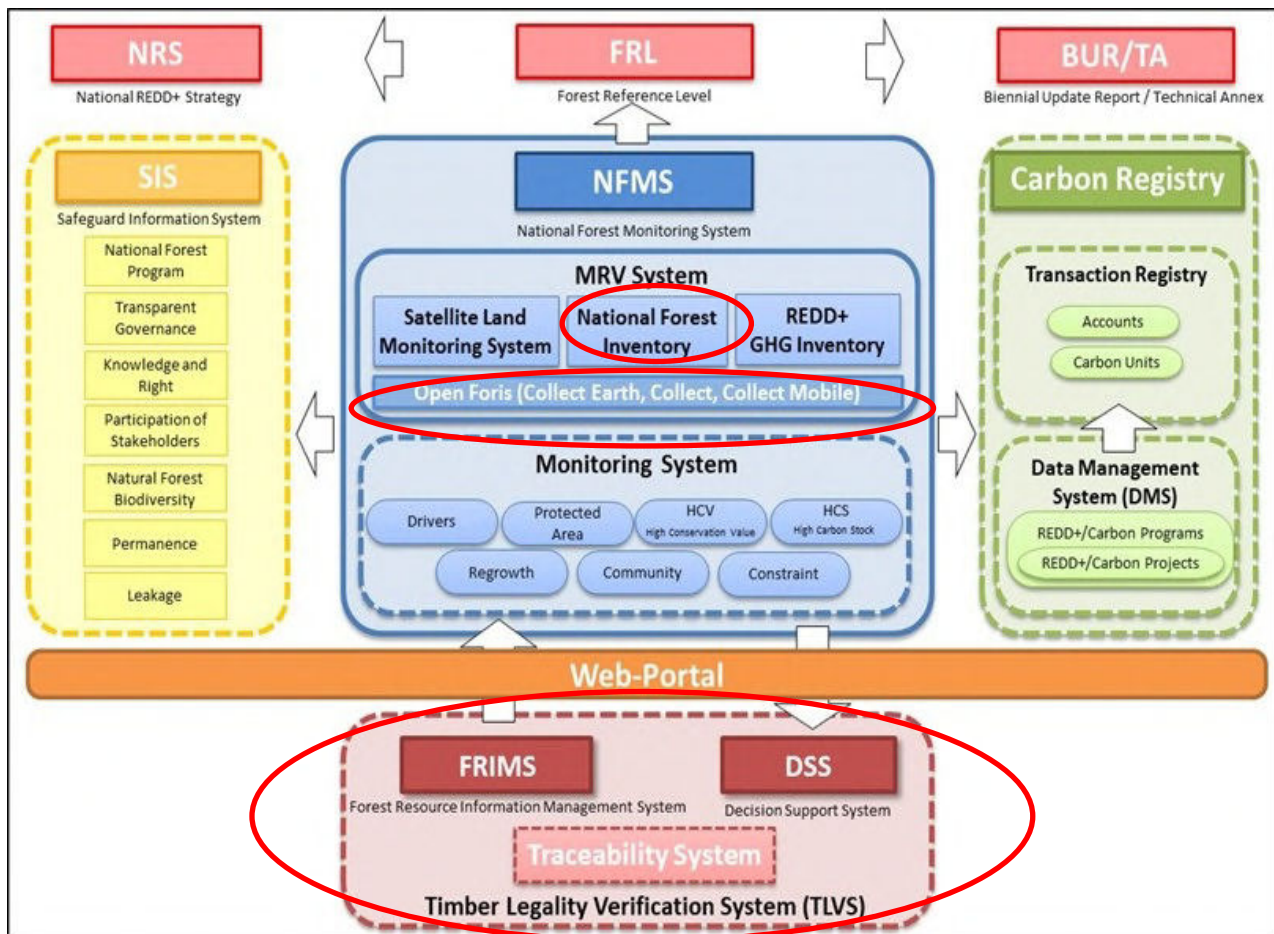 NRS
National REDD+ Strategy
FRL
Forest Reference Level
BUR/TA
Biennial Update Report / Technical Annex
SIS
Safeguard Information System
National Forest
Program
Transparent
Governance
Knowledge and
Right
Participation of
Stakeholders
Natural Forest
Biodiversity
Permanence
Leakage
NFMS
National Forest Monitoring System
MRV System
Satellite Land
Monitoring System
National Forest
Inventory
REDD+
GHG Inventory
Open Foris (Collect Earth, Collect, Collect Mobile)
Monitoring System
Drivers
Protected
Area
HCV
High Conservation Value
HCS
High Carbon Stock
Regrowth
Community
Constraint
Carbon Registry
Transaction Registry
Accounts
Carbon Units
Data Management
System (DMS)
REDD+/Carbon Programs
REDD+/Carbon Projects
Web-Portal
FRIMS
Forest Resource Information Management System
DSS
Decision Support System
Traceability System
Timber Legality Verification System (TLVS)